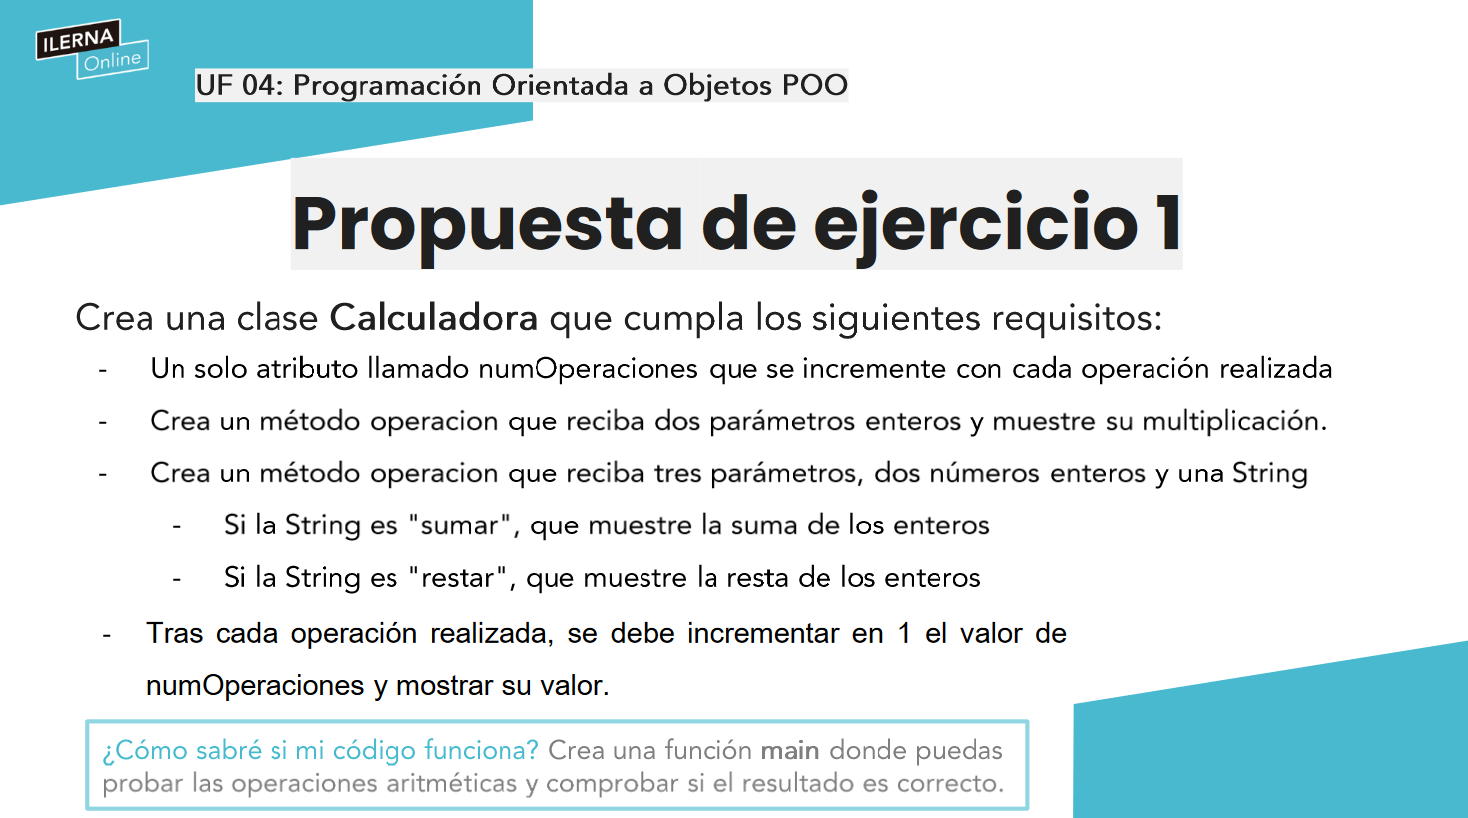 ILERNA
Online
UF 04: Programación Orientada a Objetos POO
Propuesta de ejercicio 1
Crea una clase Calculadora que cumpla los siguientes requisitos:
- Un solo atributo llamado numOperaciones que se incremente con cada operación realizada
- Crea un método operacion que reciba dos parámetros enteros y muestre su multiplicación.
- Crea un método operacion que reciba tres parámetros, dos números enteros y una String
- Si la String es "sumar", que muestre la suma de los enteros
- Si la String es "restar", que muestre la resta de los enteros
- Tras cada operación realizada, se debe incrementar en 1 el valor de
numOperaciones y mostrar su valor.
¿Cómo sabré si mi código funciona? Crea una función main donde puedas
probar las operaciones aritméticas y comprobar si el resultado es correcto.